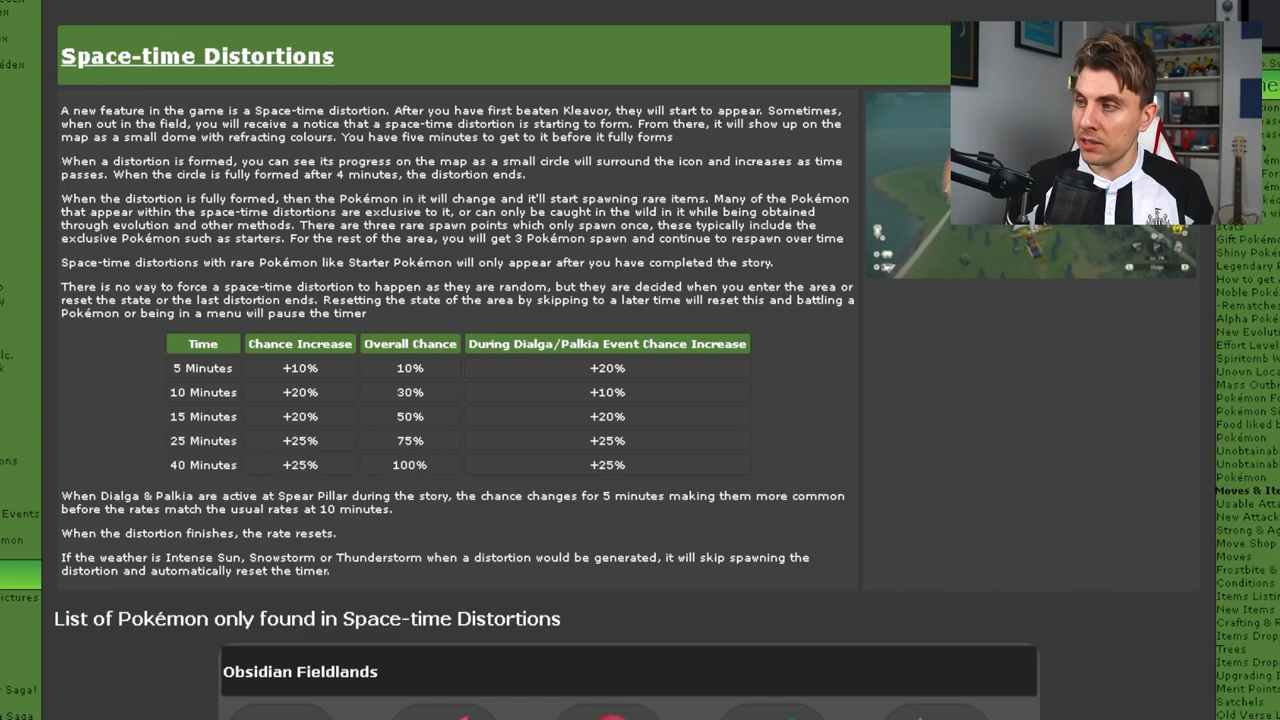 Space-time Distortions
A new feature in the game is a Space-time distortion. After you have first beaten Kleavor, they will start to appear. Sometimes,
when out in the field, you will receive a notice that a space-time distortion is starting to form. From there, it will show up on the
map as a small dome with refracting colours. You have five minutes to get to it before it fully forms
When a distortion is formed, you can see its progress on the map as a small circle will surround the icon and increases as time
passes. When the circle is fully formed after 4 minutes, the distortion ends.
When the distortion is fully formed, then the Pokémon in it will change and it'll start spawning rare items. Many of the Pokémon
that appear within the space-time distortions are exclusive to it, or can only be caught in the wild in it while being obtained
through evolution and other methods. There are three rare spawn points which only spawn once, these typically include the
exclusive Pokémon such as starters. For the rest of the area, you will get 3 Pokémon spawn and continue to respawn over time
Space-time distortions with rare Pokémon like Starter Pokémon will only appear after you have completed the story.
There is no way to force a space-time distortion to happen as they are random, but they are decided when you enter the area or
reset the state or the last distortion ends. Resetting the state of the area by skipping to a later time will reset this and battling a
Pokémon or being in a menu will pause the timer
Time Chance Increase Overall Chance During Dialga/Palkia Event Chance Increase
5 Minutes +10% 10% +20%
10 Minutes +20% 30% +10%
15 Minutes +20% 50% +20%
25 Minutes +25% 75% +25%
40 Minutes +25% 100% +25%
When Dialga & Palkia are active at Spear Pillar during the story, the chance changes for 5 minutes making them more common
before the rates match the usual rates at 10 minutes.
When the distortion finishes, the rate resets.
If the weather is Intense Sun, Snowstorm or Thunderstorm when a distortion would be generated, it will skip spawning the
distortion and automatically reset the timer.
List of Pokémon only found in Space-time Distortions
Obsidian Fieldlands
édex
lc.
ons
Events
mon
ictures
Saga!
Saga
stats
Gift Pokémo
Shiny Poké
Legendary
How to get
Noble Poké
-Rematches
Alpha Poké
New Evoluti
Effort Level
Spiritomb W
Unown Loca
Mass Outbr
Pokémon Fo
Pokémon Si
Food liked b
Pokémon
Unobtainab
Unobtainab
Pokémon
Moves & Ite
Usable Atta
New Attack
Strong & Ag
Move Shop
Moves
Frostbite &
Conditions
Items Listin
New Items
Crafting & R
Items Drop
Trees
Items Drop
Upgrading I
Merit Points
Satchels
Old Verse L